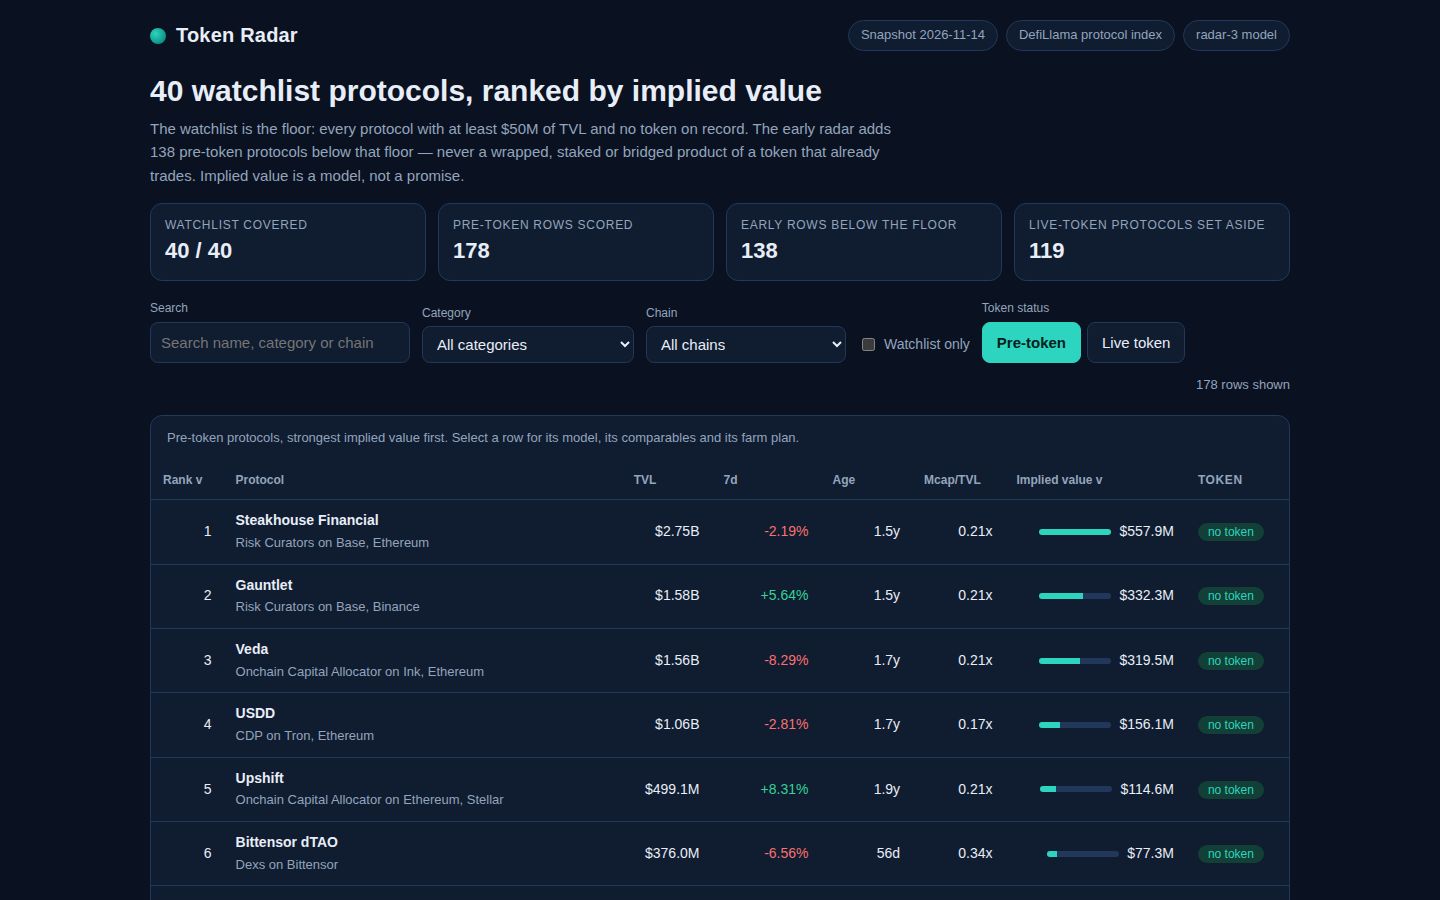 Token Radar
Snapshot 2026-11-14
DefiLlama protocol index
radar-3 model
40 watchlist protocols, ranked by implied value
The watchlist is the floor: every protocol with at least $50M of TVL and no token on record. The early radar adds
138 pre-token protocols below that floor — never a wrapped, staked or bridged product of a token that already
trades. Implied value is a model, not a promise.
WATCHLIST COVERED
40 / 40
PRE-TOKEN ROWS SCORED
178
EARLY ROWS BELOW THE FLOOR
138
LIVE-TOKEN PROTOCOLS SET ASIDE
119
Search
Search name, category or chain
Category
All categories
Chain
All chains
Watchlist only
Token status
Pre-token
Live token
178 rows shown
Pre-token protocols, strongest implied value first. Select a row for its model, its comparables and its farm plan.
Rank v Protocol TVL 7d Age Mcap/TVL Implied value v TOKEN
1 Steakhouse Financial $2.75B -2.19% 1.5y 0.21x $557.9M no token
Risk Curators on Base, Ethereum
2 Gauntlet $1.58B +5.64% 1.5y 0.21x $332.3M no token
Risk Curators on Base, Binance
3 Veda $1.56B -8.29% 1.7y 0.21x $319.5M no token
Onchain Capital Allocator on Ink, Ethereum
4 USDD $1.06B -2.81% 1.7y 0.17x $156.1M no token
CDP on Tron, Ethereum
5 Upshift $499.1M +8.31% 1.9y 0.21x $114.6M no token
Onchain Capital Allocator on Ethereum, Stellar
6 Bittensor dTAO $376.0M -6.56% 56d 0.34x $77.3M no token
Dexs on Bittensor